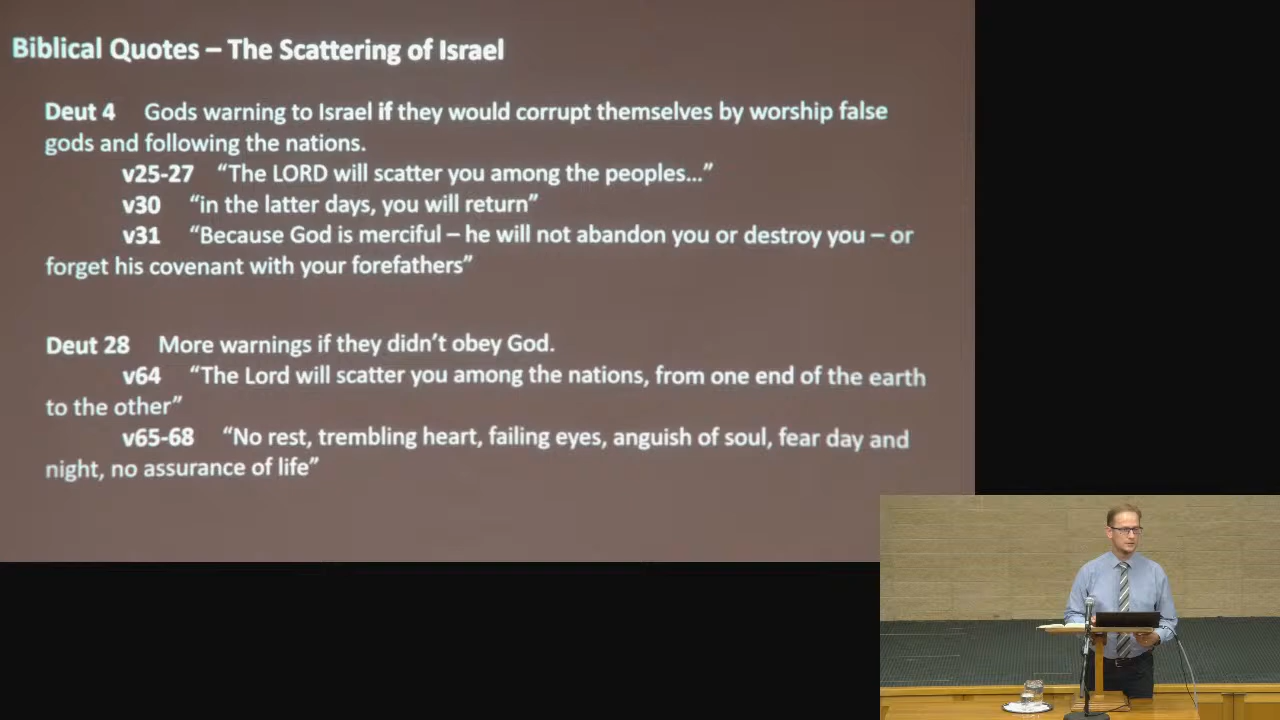 Biblical Quotes – The Scattering of Israel
Deut 4 Gods warning to Israel if they would corrupt themselves by worship false
gods and following the nations.
v25-27 “The LORD will scatter you among the peoples...”
v30 “in the latter days, you will return”
v31 “Because God is merciful – he will not abandon you or destroy you – or
forget his covenant with your forefathers”
Deut 28 More warnings if they didn’t obey God.
v64 “The Lord will scatter you among the nations, from one end of the earth
to the other”
v65-68 “No rest, trembling heart, failing eyes, anguish of soul, fear day and
night, no assurance of life”